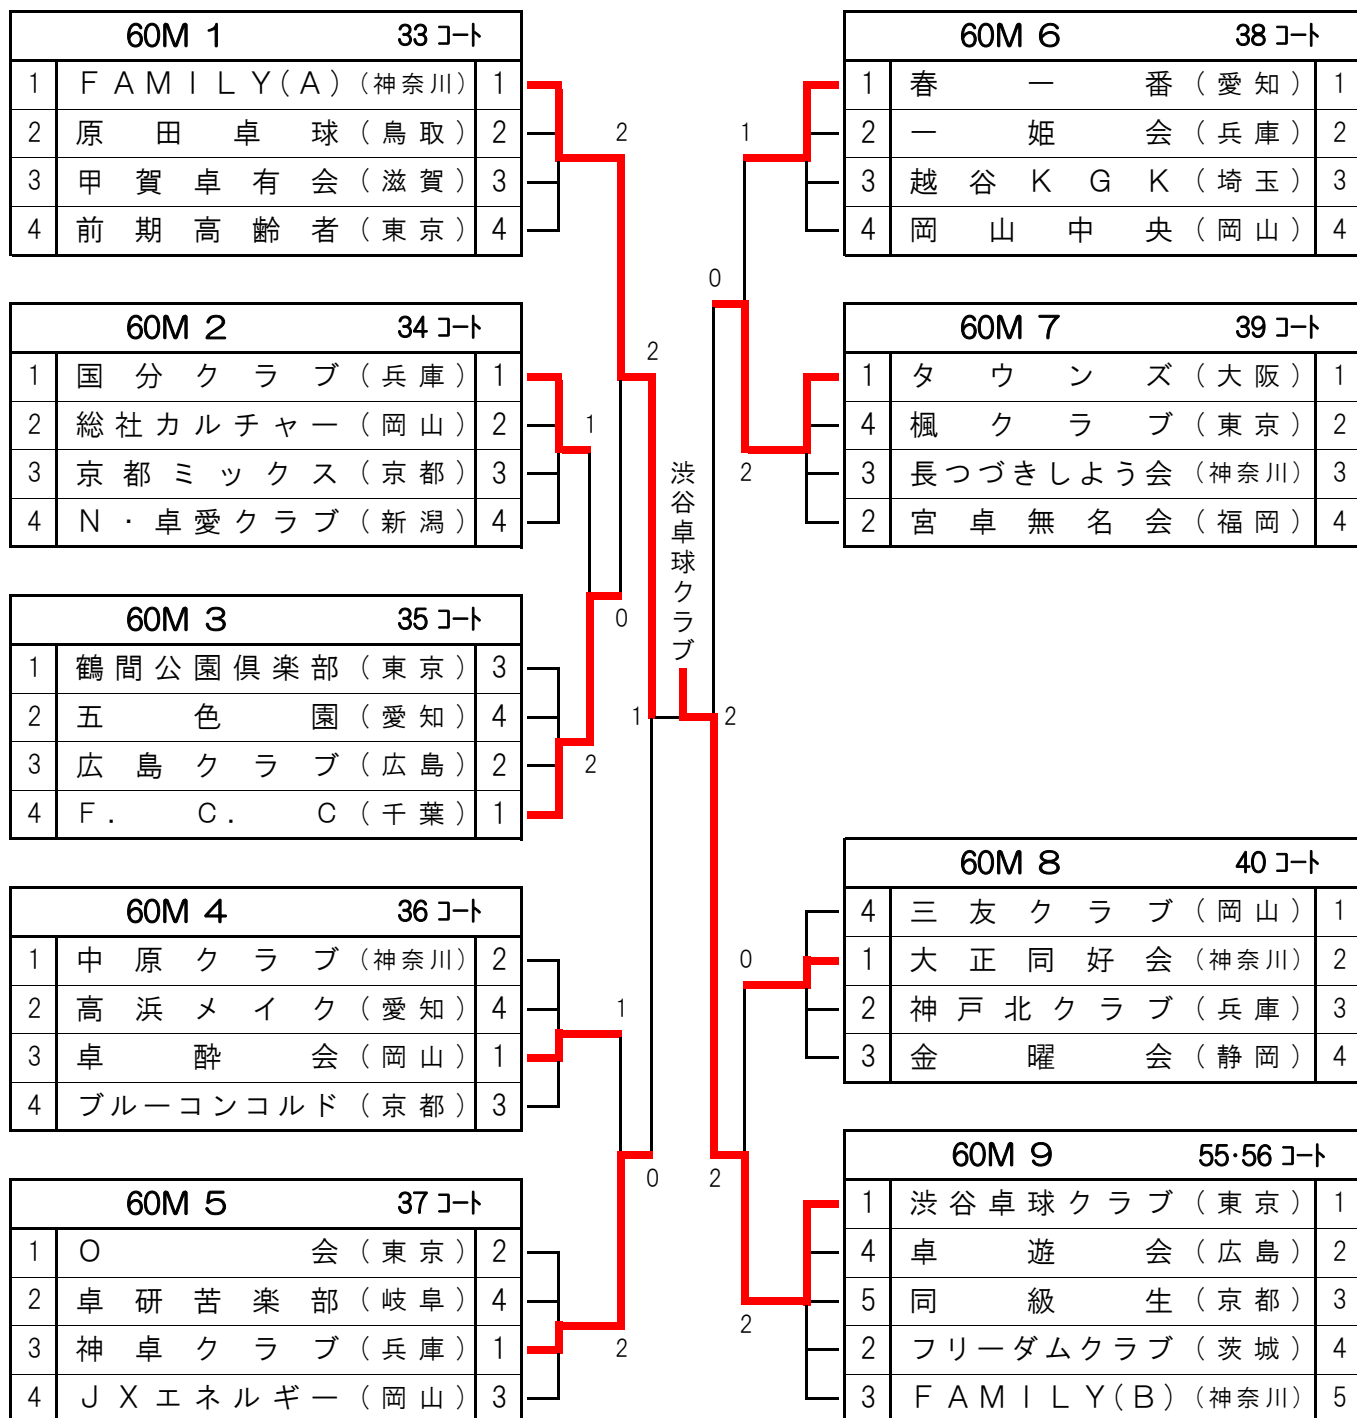 60M 1 33 コート
1 FAMILY(A) (神奈川) 1
2 原田卓球 (鳥取) 2
3 甲賀卓有会 (滋賀) 3
4 前期高齢者 (東京) 4
2
60M 2 34 コート
1 国分クラブ (兵庫) 1
2 総社カルチャー (岡山) 2
3 京都ミックス (京都) 3
4 N・卓愛クラブ (新潟) 4
1
2
60M 3 35 コート
1 鶴間公園倶楽部 (東京) 3
2 五色園 (愛知) 4
3 広島クラブ (広島) 2
4 F.C.C (千葉) 1
0
2
1
60M 4 36 コート
1 中原クラブ (神奈川) 2
2 高浜メイク (愛知) 4
3 卓酔会 (岡山) 1
4 ブルーコンコルド (京都) 3
1
0
60M 5 37 コート
1 O会 (東京) 2
2 卓研苦楽部 (岐阜) 4
3 神卓クラブ (兵庫) 1
4 JXエネルギー (岡山) 3
2
渋谷卓球クラブ
60M 6 38 コート
1 春一番 (愛知) 1
2 一姫会 (兵庫) 2
3 越谷KGK (埼玉) 3
4 岡山中央 (岡山) 4
1
0
60M 7 39 コート
1 タウンズ (大阪) 1
4 楓クラブ (東京) 2
3 長つづきしよう会 (神奈川) 3
2 宮卓無名会 (福岡) 4
2
2
60M 8 40 コート
4 三友クラブ (岡山) 1
1 大正同好会 (神奈川) 2
2 神戸北クラブ (兵庫) 3
3 金曜会 (静岡) 4
0
2
60M 9 55·56 コート
1 渋谷卓球クラブ (東京) 1
4 卓遊会 (広島) 2
5 同級生 (京都) 3
2 フリーダムクラブ (茨城) 4
3 FAMILY(B) (神奈川) 5
2